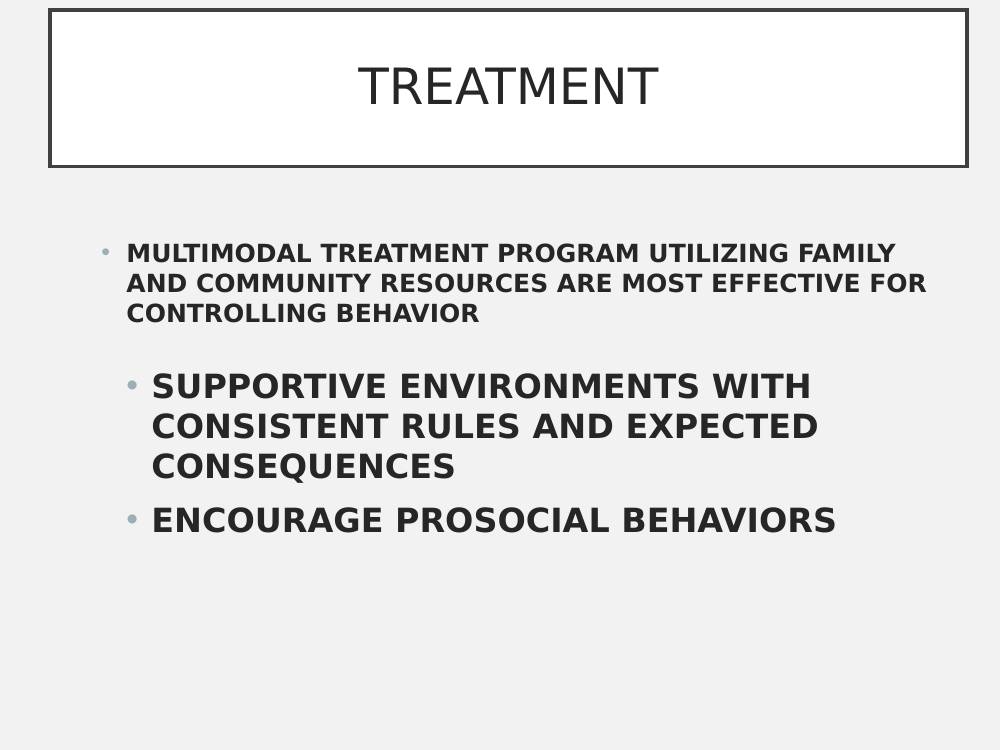 TREATMENT
• MULTIMODAL TREATMENT PROGRAM UTILIZING FAMILY
AND COMMUNITY RESOURCES ARE MOST EFFECTIVE FOR
CONTROLLING BEHAVIOR
• SUPPORTIVE ENVIRONMENTS WITH
CONSISTENT RULES AND EXPECTED
CONSEQUENCES
• ENCOURAGE PROSOCIAL BEHAVIORS